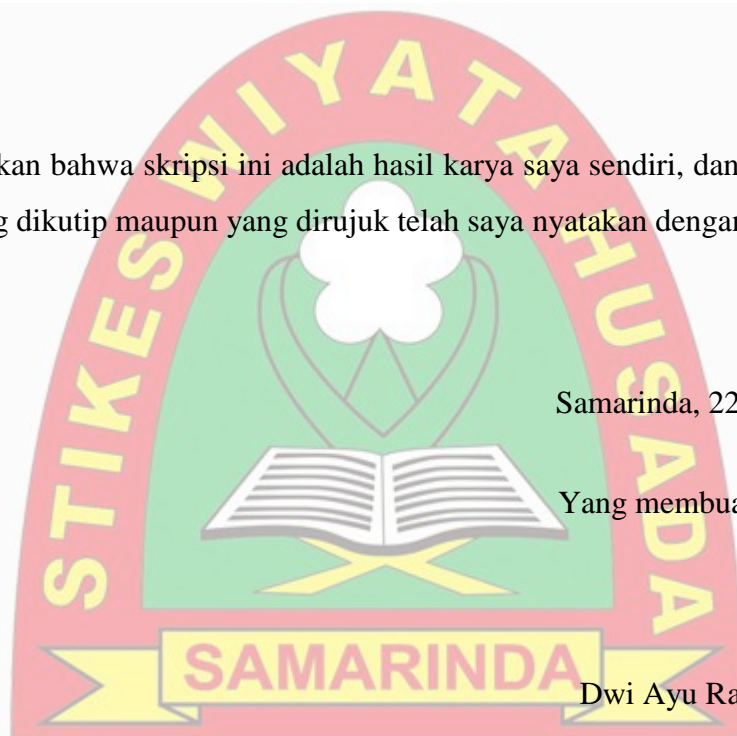 STIKES WIYATA HUSADA
kan bahwa skripsi ini adalah hasil karya saya sendiri, dan
g dikutip maupun yang dirujuk telah saya nyatakan dengan
Samarinda, 22
Yang membua
SAMARINDA
Dwi Ayu Ra